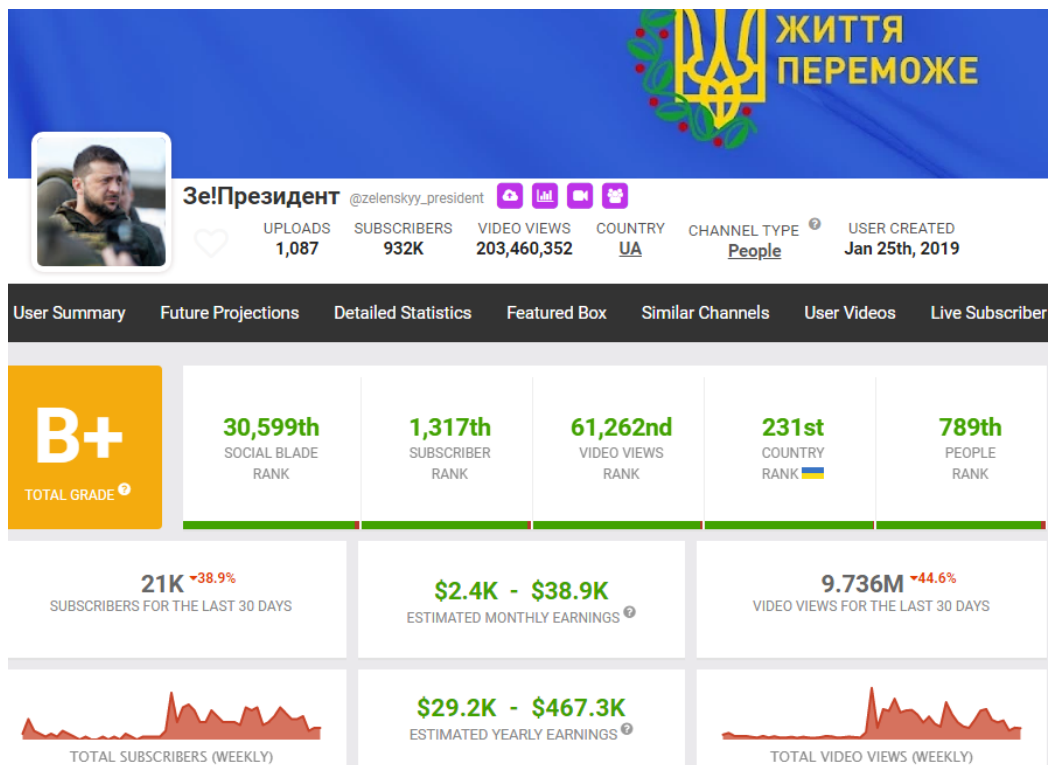 ЖИТТЯ
ПЕРЕМОЖЕ
Зе!Президент @zelenskyy_president
UPLOADS SUBSCRIBERS VIDEO VIEWS COUNTRY CHANNEL TYPE ? USER CREATED
1,087 932K 203,460,352 UA People Jan 25th, 2019
User Summary Future Projections Detailed Statistics Featured Box Similar Channels User Videos Live Subscriber
B+
TOTAL GRADE ?
30,599th 1,317th 61,262nd 231st 789th
SOCIAL BLADE SUBSCRIBER VIDEO VIEWS COUNTRY PEOPLE
RANK RANK RANK RANK RANK
21K -38.9%
SUBSCRIBERS FOR THE LAST 30 DAYS
$2.4K - $38.9K
ESTIMATED MONTHLY EARNINGS ?
9.736M -44.6%
VIDEO VIEWS FOR THE LAST 30 DAYS
TOTAL SUBSCRIBERS (WEEKLY)
$29.2K - $467.3K
ESTIMATED YEARLY EARNINGS ?
TOTAL VIDEO VIEWS (WEEKLY)